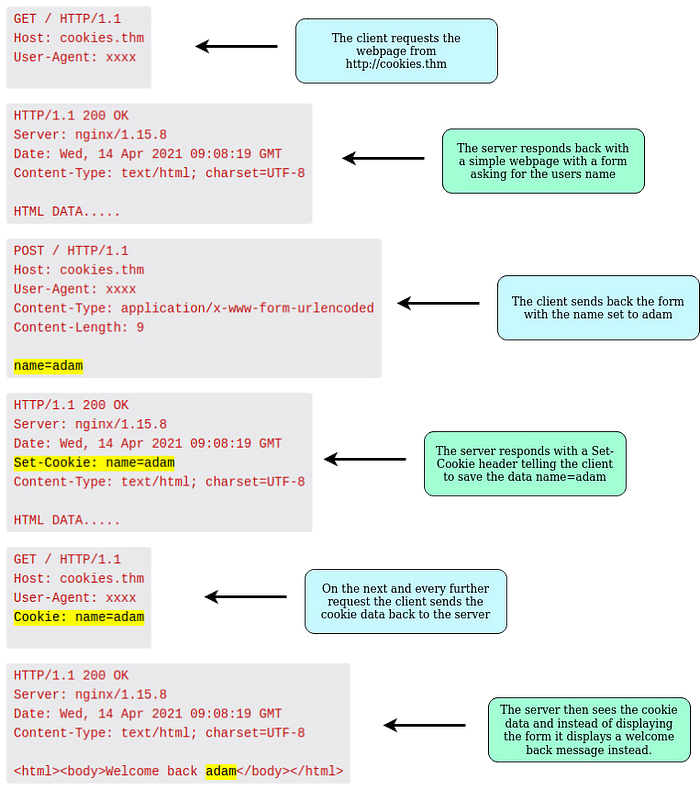 GET / HTTP/1.1
Host: cookies.thm
User-Agent: xxxx
The client requests the
webpage from
http://cookies.thm
HTTP/1.1 200 OK
Server: nginx/1.15.8
Date: Wed, 14 Apr 2021 09:08:19 GMT
Content-Type: text/html; charset=UTF-8
HTML DATA.....
The server responds back with
a simple webpage with a form
asking for the users name
POST / HTTP/1.1
Host: cookies.thm
User-Agent: xxxx
Content-Type: application/x-www-form-urlencoded
Content-Length: 9
name=adam
The client sends back the form
with the name set to adam
HTTP/1.1 200 OK
Server: nginx/1.15.8
Date: Wed, 14 Apr 2021 09:08:19 GMT
Set-Cookie: name=adam
Content-Type: text/html; charset=UTF-8
HTML DATA.....
The server responds with a Set-
Cookie header telling the client
to save the data name=adam
GET / HTTP/1.1
Host: cookies.thm
User-Agent: xxxx
Cookie: name=adam
On the next and every further
request the client sends the
cookie data back to the server
HTTP/1.1 200 OK
Server: nginx/1.15.8
Date: Wed, 14 Apr 2021 09:08:19 GMT
Content-Type: text/html; charset=UTF-8
<html><body>Welcome back adam</body></html>
The server then sees the cookie
data and instead of displaying
the form it displays a welcome
back message instead.